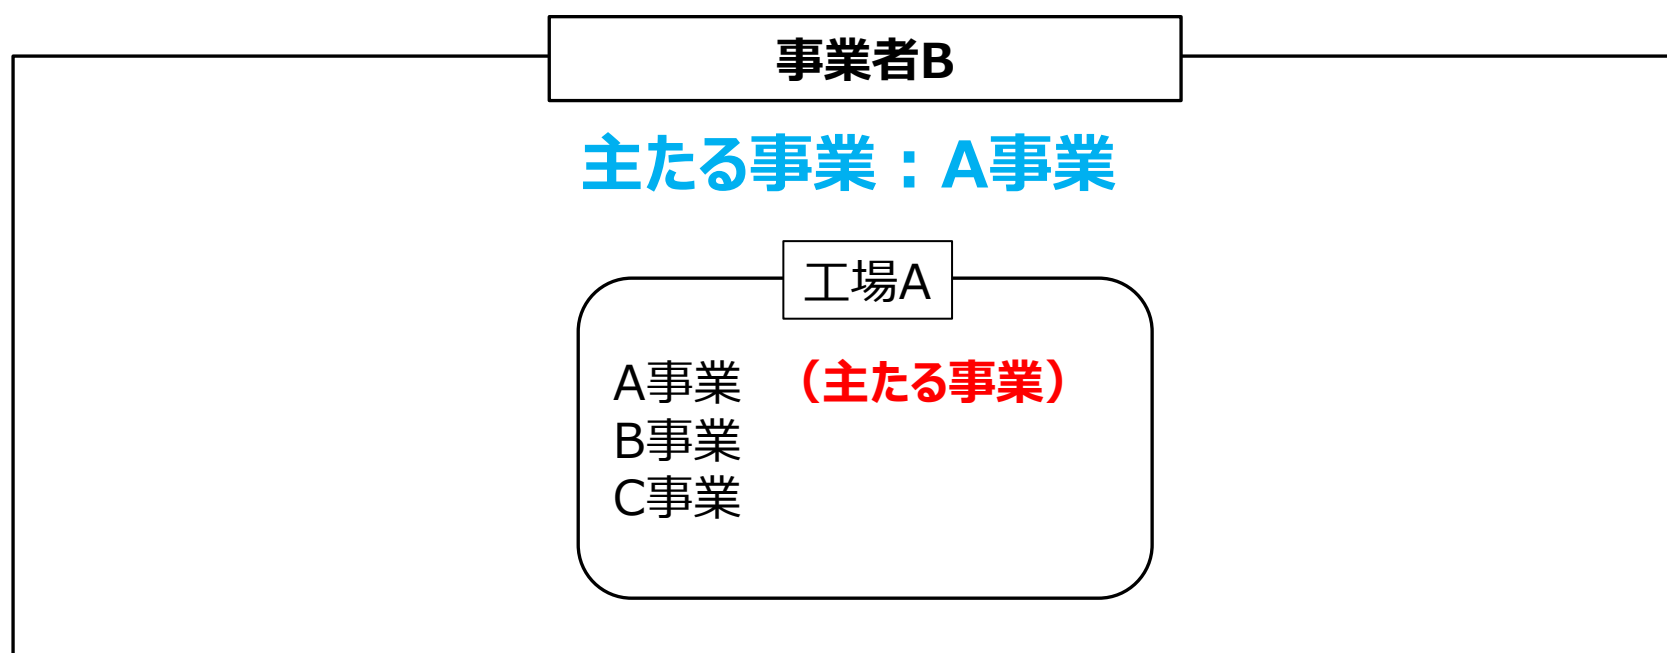 事業者B
主たる事業：A事業
工場A
A事業　（主たる事業）
B事業
C事業